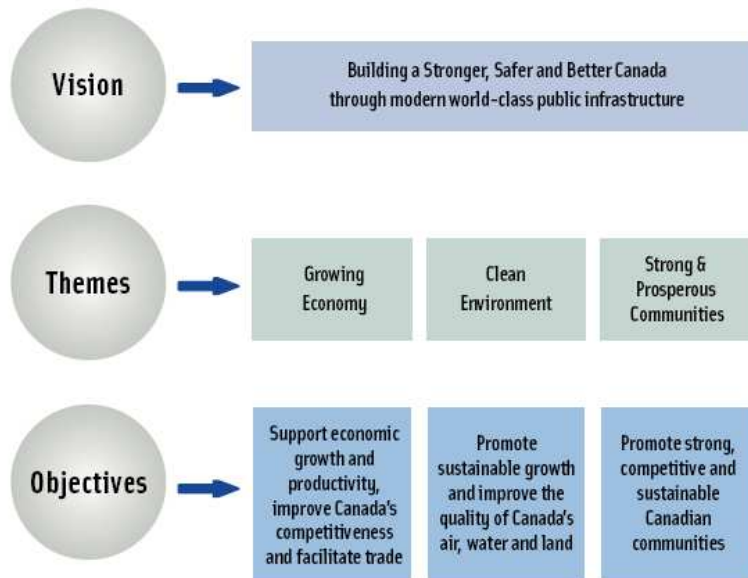 Vision
Building a Stronger, Safer and Better Canada
through modern world-class public infrastructure
Themes
Growing
Economy
Clean
Environment
Strong &
Prosperous
Communities
Objectives
Support economic
growth and
productivity,
improve Canada's
competitiveness
and facilitate trade
Promote
sustainable growth
and improve the
quality of Canada's
air, water and land
Promote strong,
competitive and
sustainable
Canadian
communities